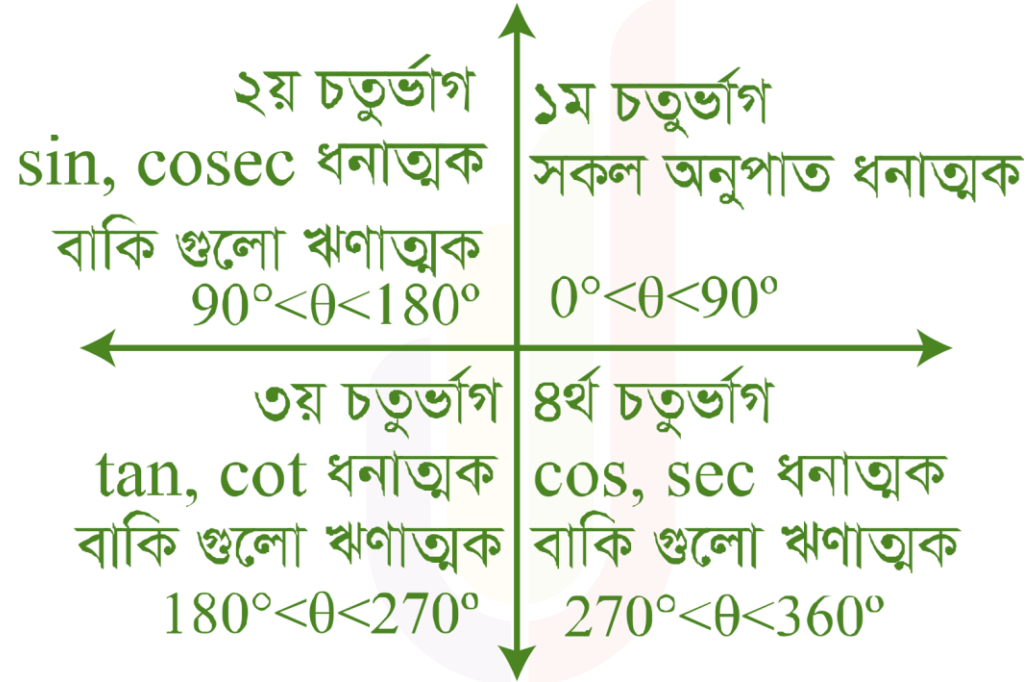 ২য় চতুর্ভাগ
sin, cosec ধনাত্মক
বাকি গুলো ঋণাত্মক
90°<θ<180º
১ম চতুর্ভাগ
সকল অনুপাত ধনাত্মক
0°<θ<90º
৩য় চতুর্ভাগ
tan, cot ধনাত্মক
বাকি গুলো ঋণাত্মক
180°<θ<270º
৪র্থ চতুর্ভাগ
cos, sec ধনাত্মক
বাকি গুলো ঋণাত্মক
270°<θ<360º